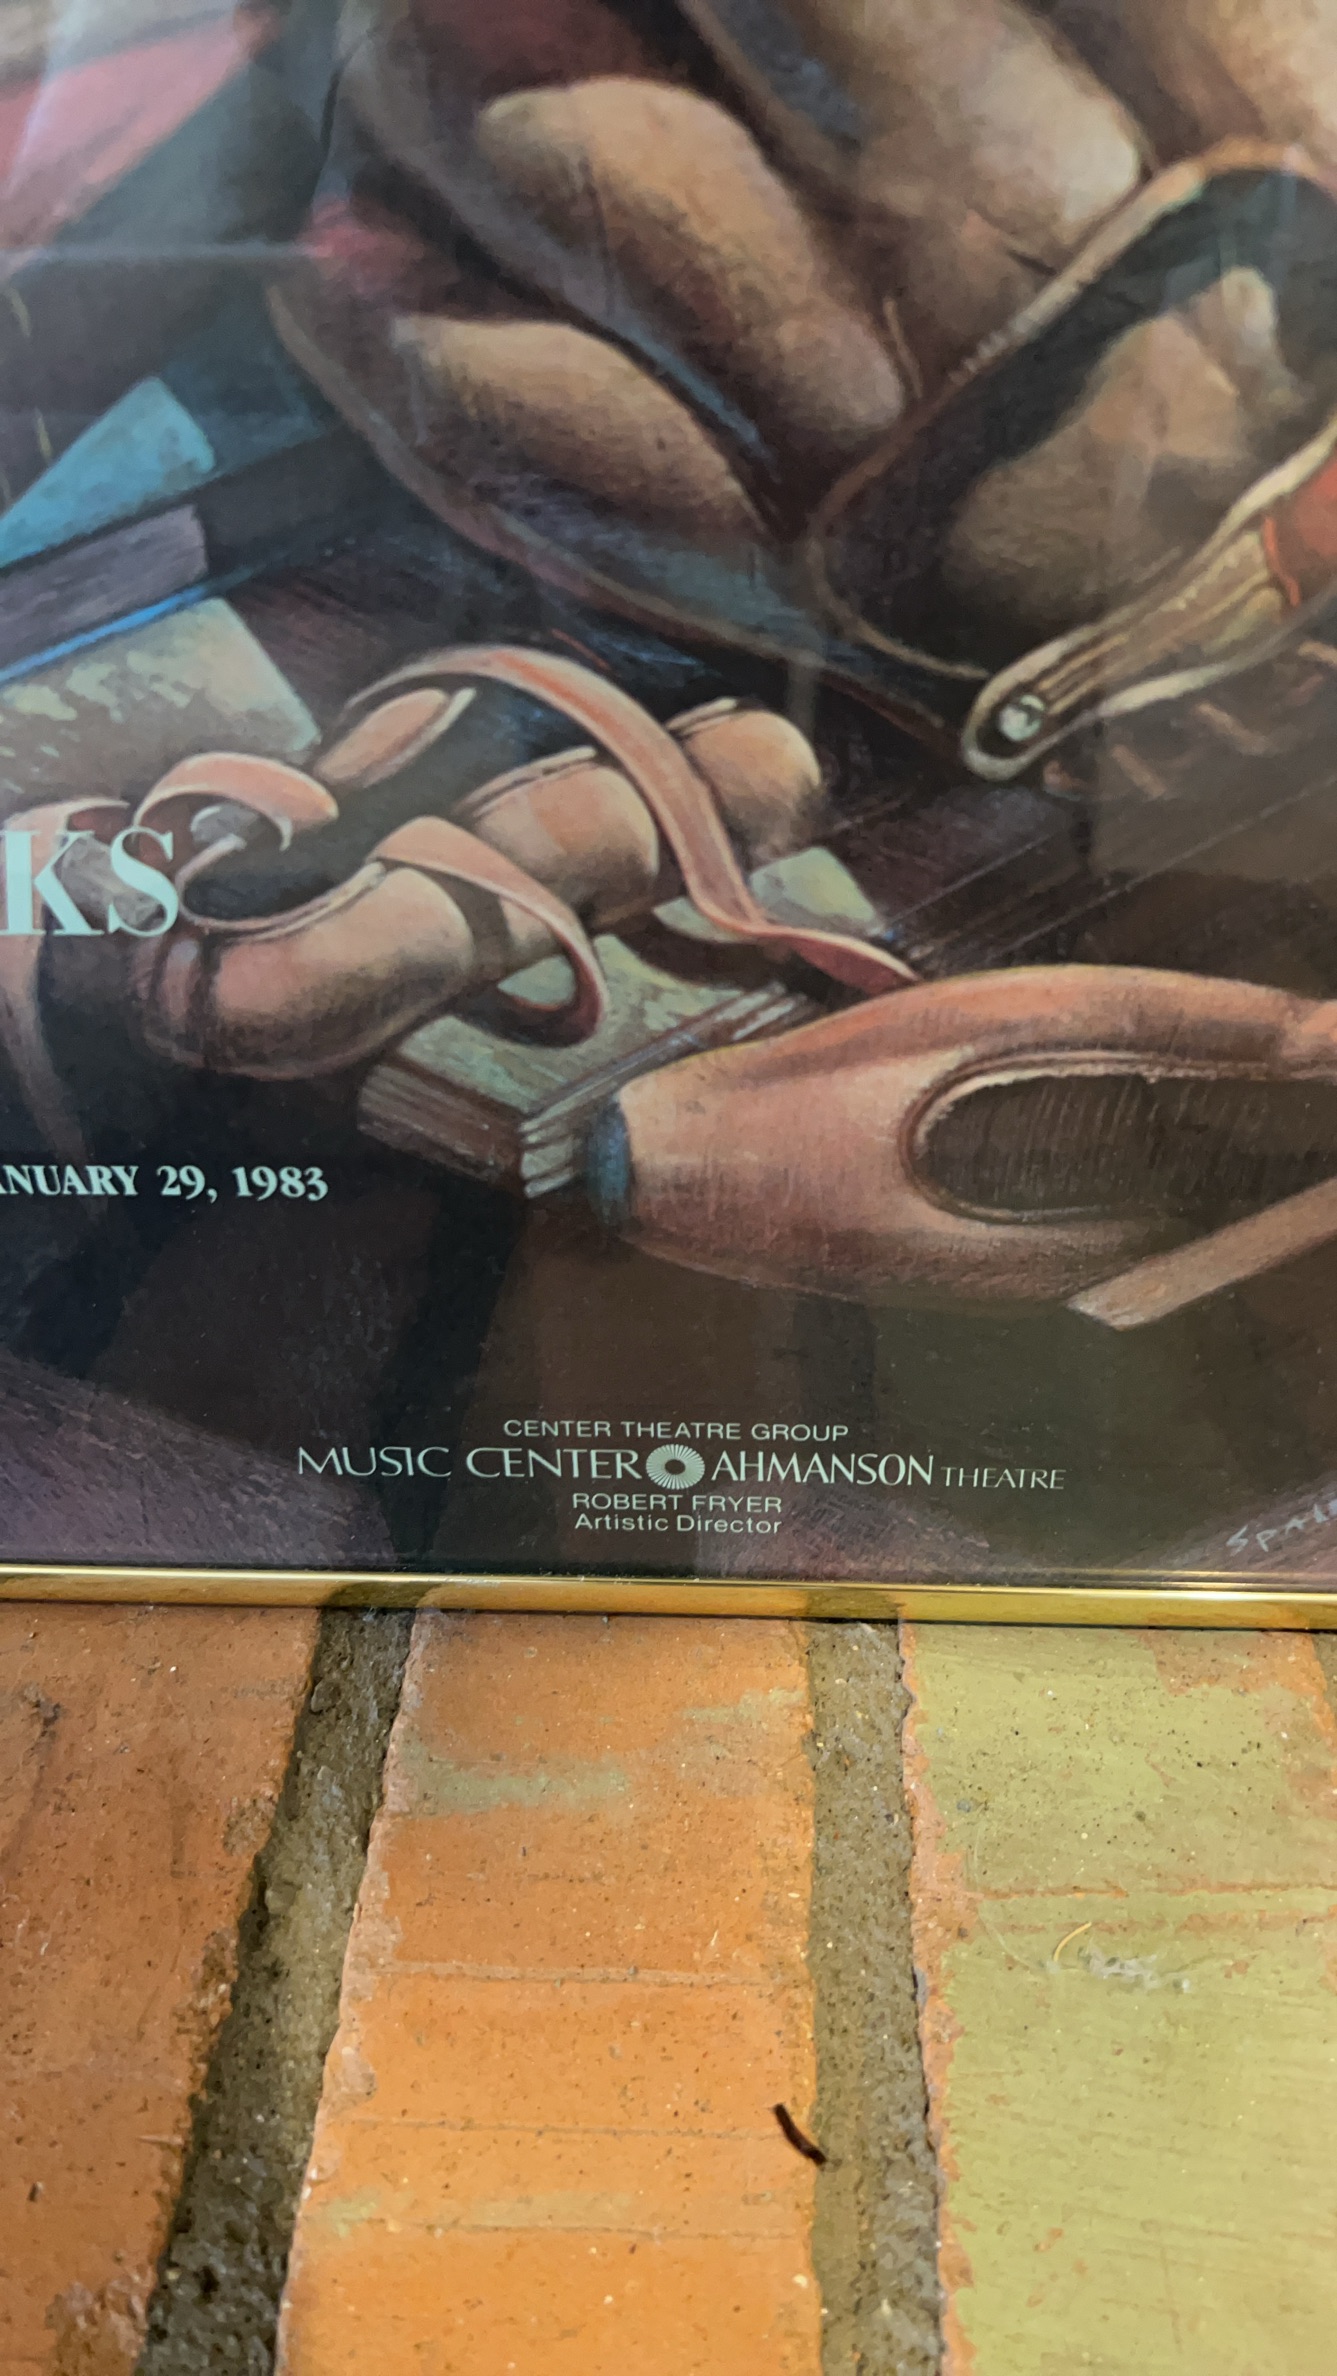 KS
ANUARY 29, 1983
CENTER THEATRE GROUP
MUSIC CENTER AHMANSON THEATRE
ROBERT FRYER
Artistic Director